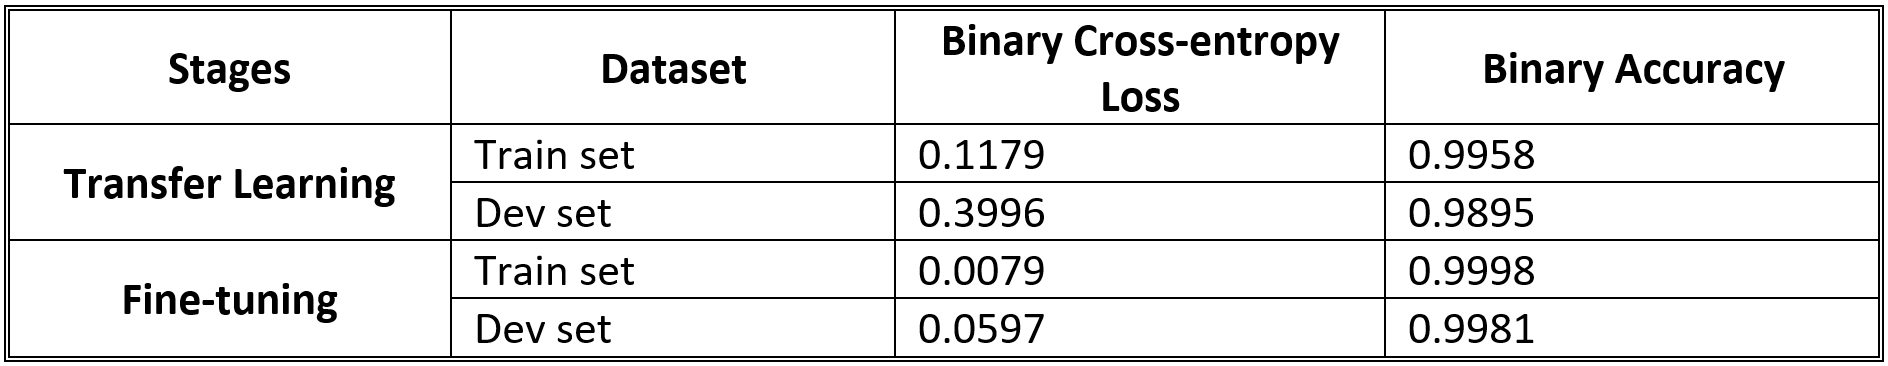 Stages Dataset Binary Cross-entropy Loss Binary Accuracy
Transfer Learning Train set 0.1179 0.9958
Dev set 0.3996 0.9895
Fine-tuning Train set 0.0079 0.9998
Dev set 0.0597 0.9981